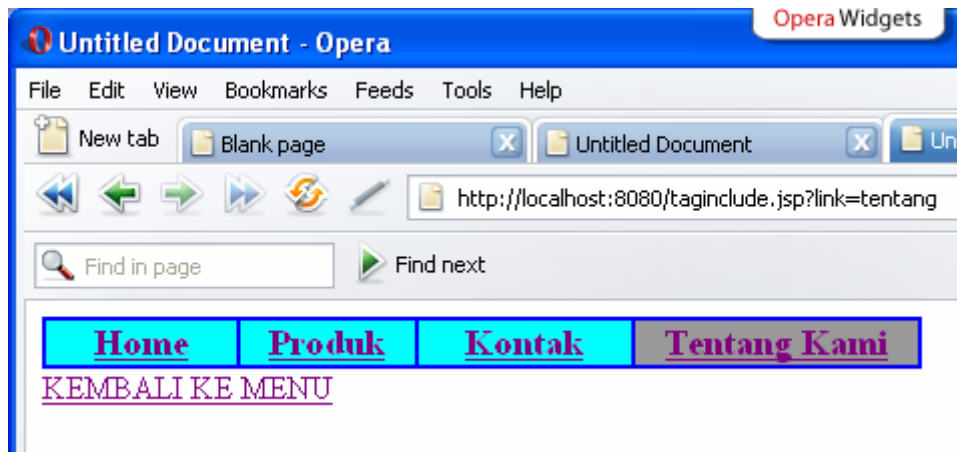 Opera Widgets
Untitled Document - Opera
File Edit View Bookmarks Feeds Tools Help
New tab Blank page Untitled Document Un
http://localhost:8080/taginclude.jsp?link=tentang
Find in page Find next
Home Produk Kontak Tentang Kami
KEMBALI KE MENU